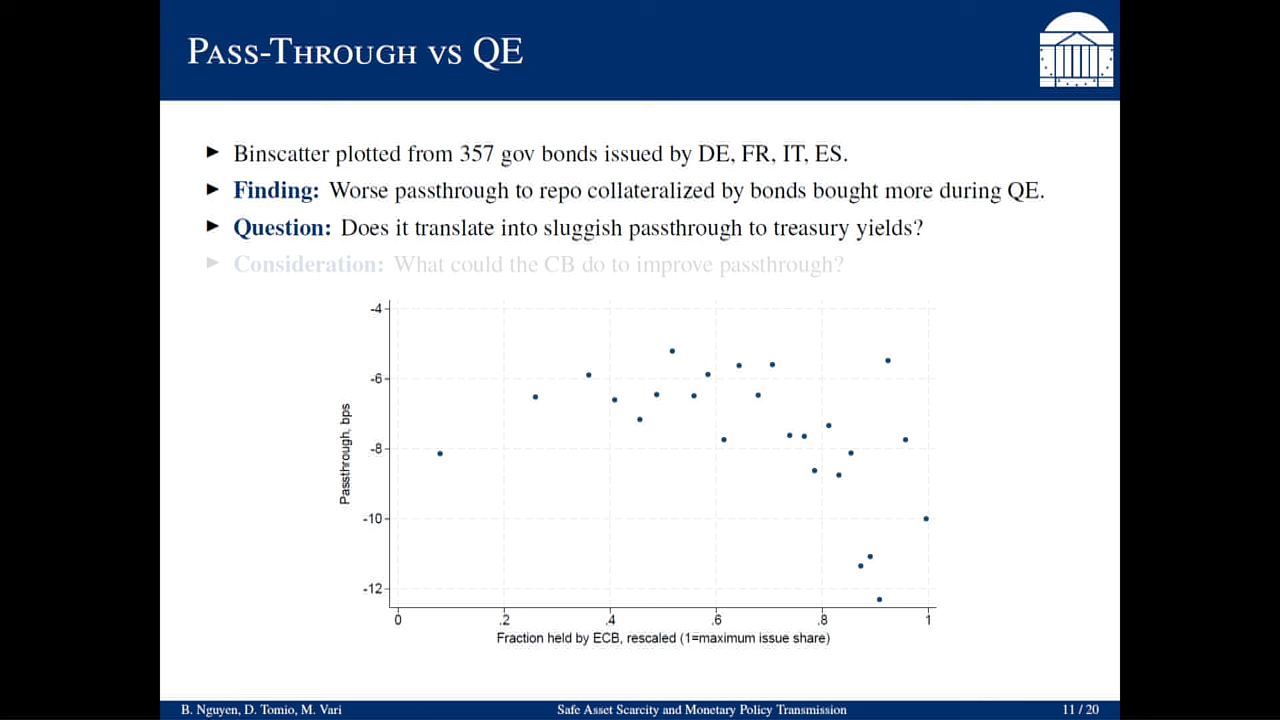 PASS-THROUGH VS QE
► Binscatter plotted from 357 gov bonds issued by DE, FR, IT, ES.
► Finding: Worse passthrough to repo collateralized by bonds bought more during QE.
► Question: Does it translate into sluggish passthrough to treasury yields?
► Consideration: What could the CB do to improve passthrough?
-4
-6
-8
-10
-12
Passthrough, bps
0 .2 .4 .6 .8 1
Fraction held by ECB, rescaled (1=maximum issue share)
B. Nguyen, D. Tomio, M. Vari Safe Asset Scarcity and Monetary Policy Transmission 11 / 20